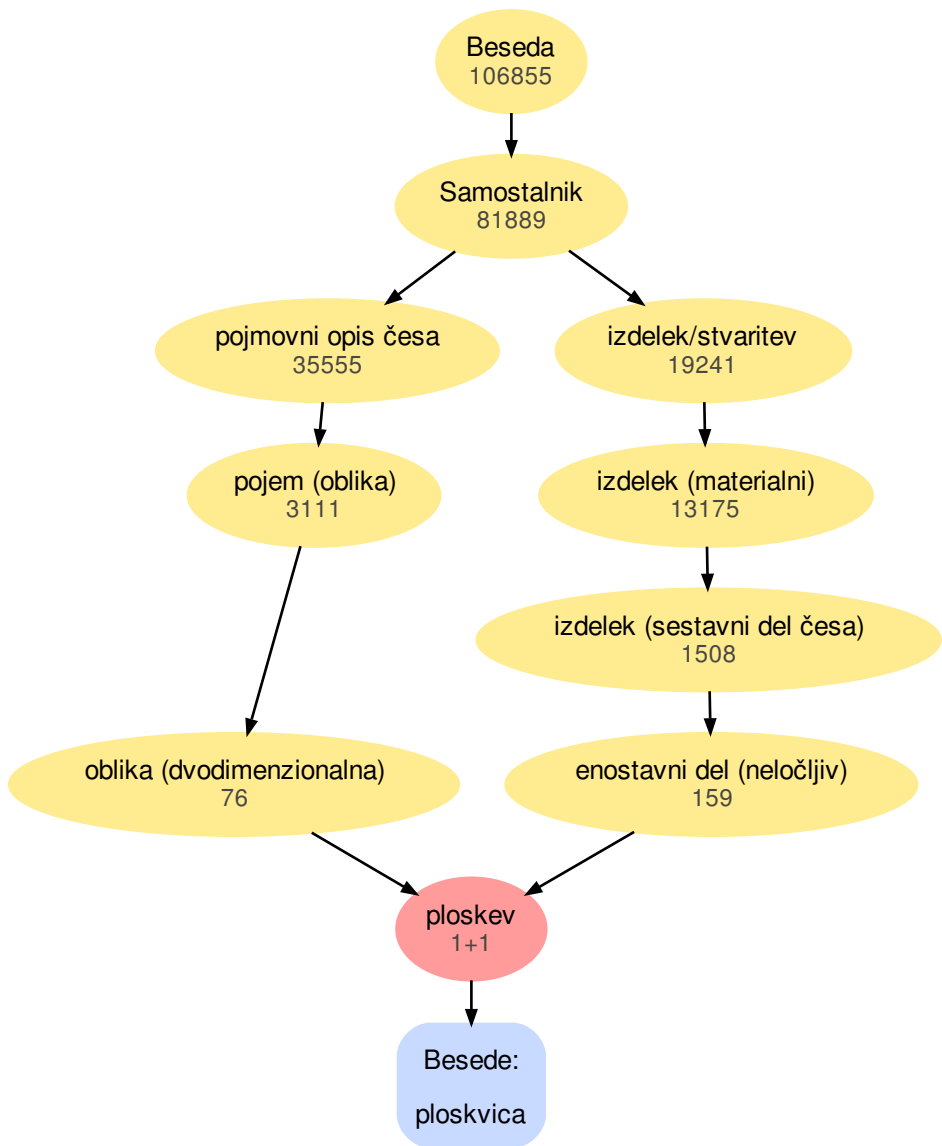 Beseda
106855
Samostalnik
81889
pojmovni opis česa
35555
izdelek/stvaritev
19241
pojem (oblika)
3111
izdelek (materialni)
13175
izdelek (sestavni del česa)
1508
oblika (dvodimenzionalna)
76
enostavni del (neločljiv)
159
ploskev
1+1
Besede:
ploskvica